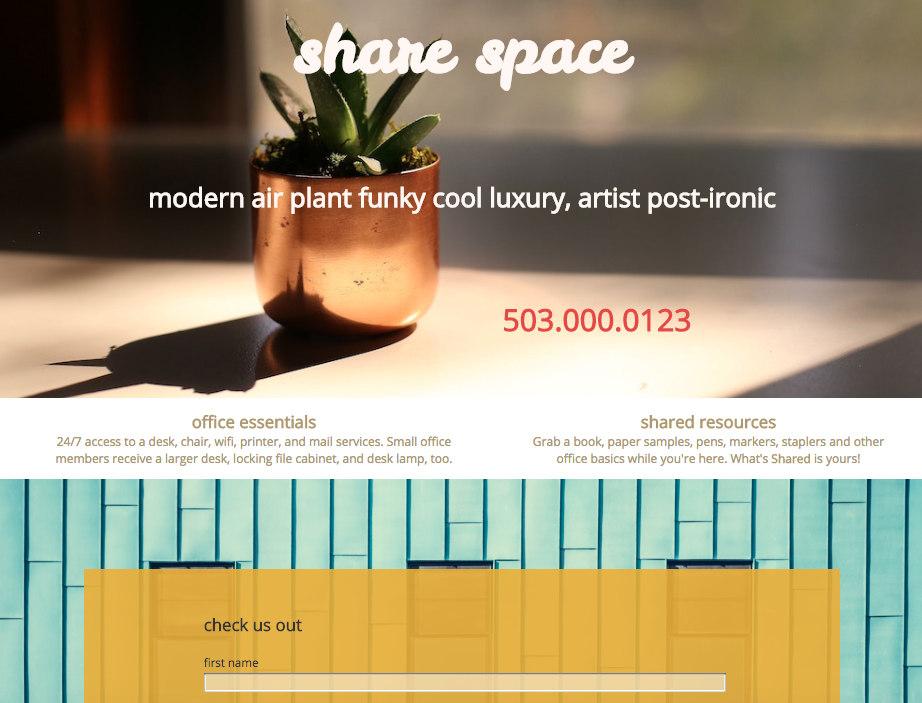 share space
modern air plant funky cool luxury, artist post-ironic
503.000.0123
office essentials
24/7 access to a desk, chair, wifi, printer, and mail services. Small office
members receive a larger desk, locking file cabinet, and desk lamp, too.
shared resources
Grab a book, paper samples, pens, markers, staplers and other
office basics while you're here. What's Shared is yours!
check us out
first name